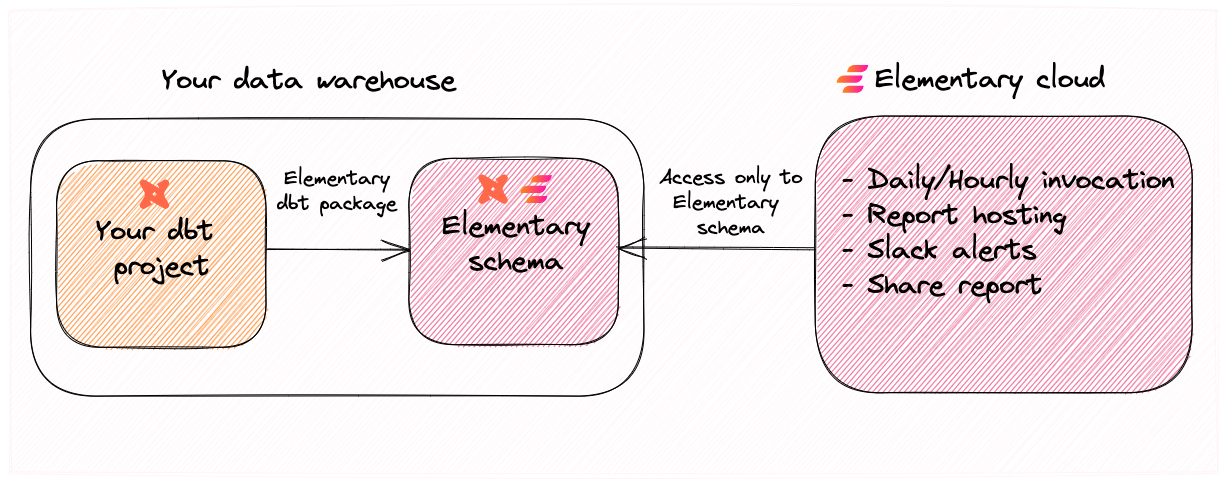 Your data warehouse
Your dbt
project
Elementary
dbt package
Elementary
schema
Access only to
Elementary
schema
Elementary cloud
- Daily/Hourly invocation
- Report hosting
- Slack alerts
- Share report